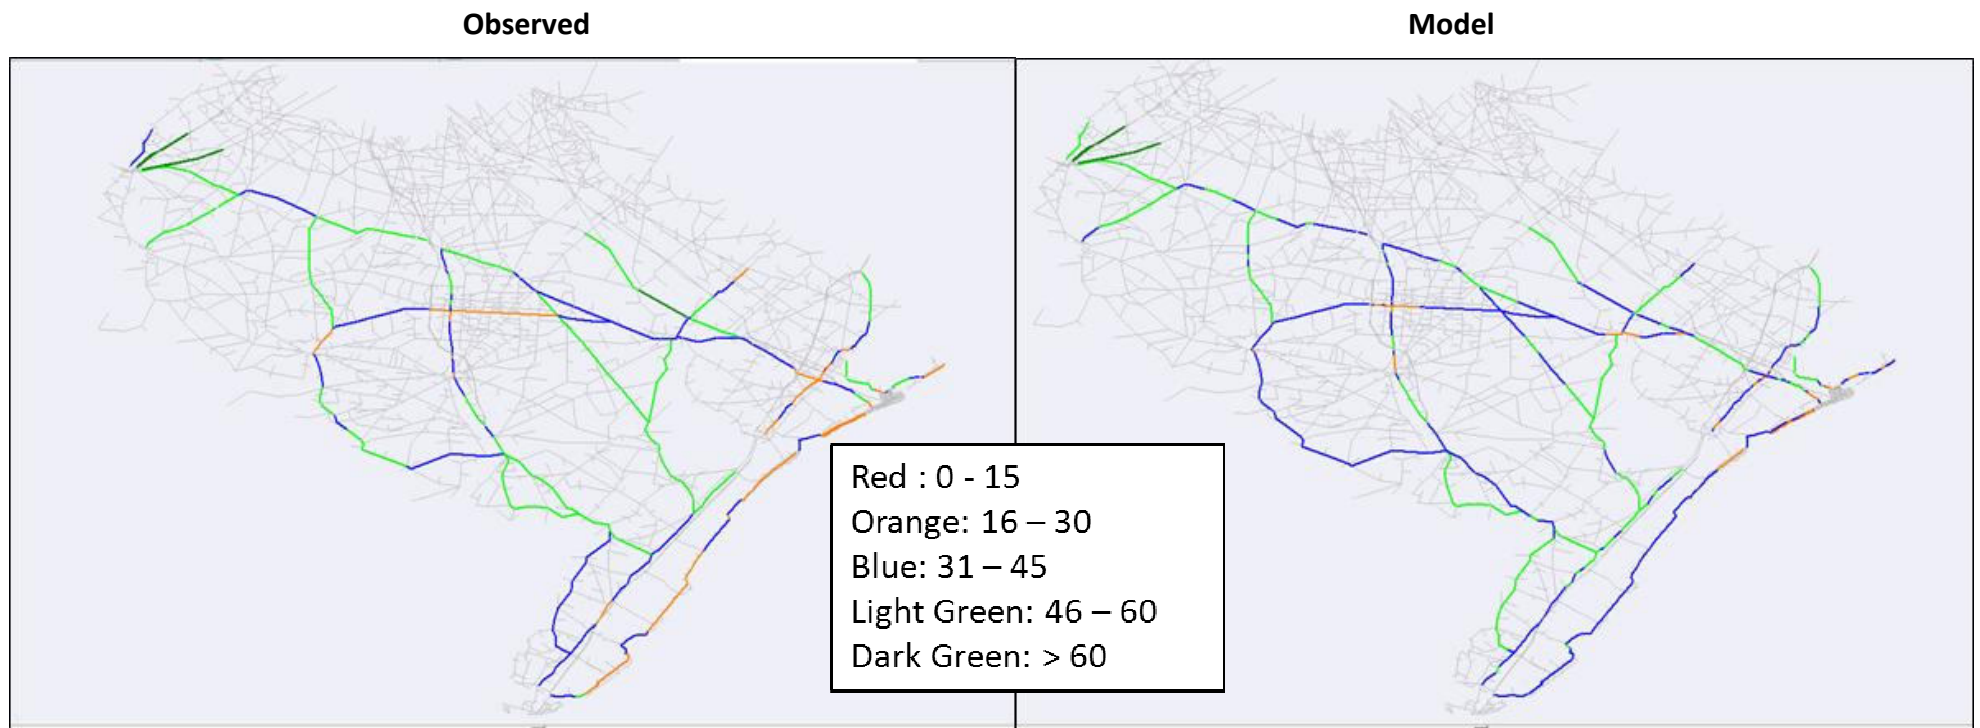 Observed
Model
Red : 0 - 15
Orange: 16 – 30
Blue: 31 – 45
Light Green: 46 – 60
Dark Green: > 60